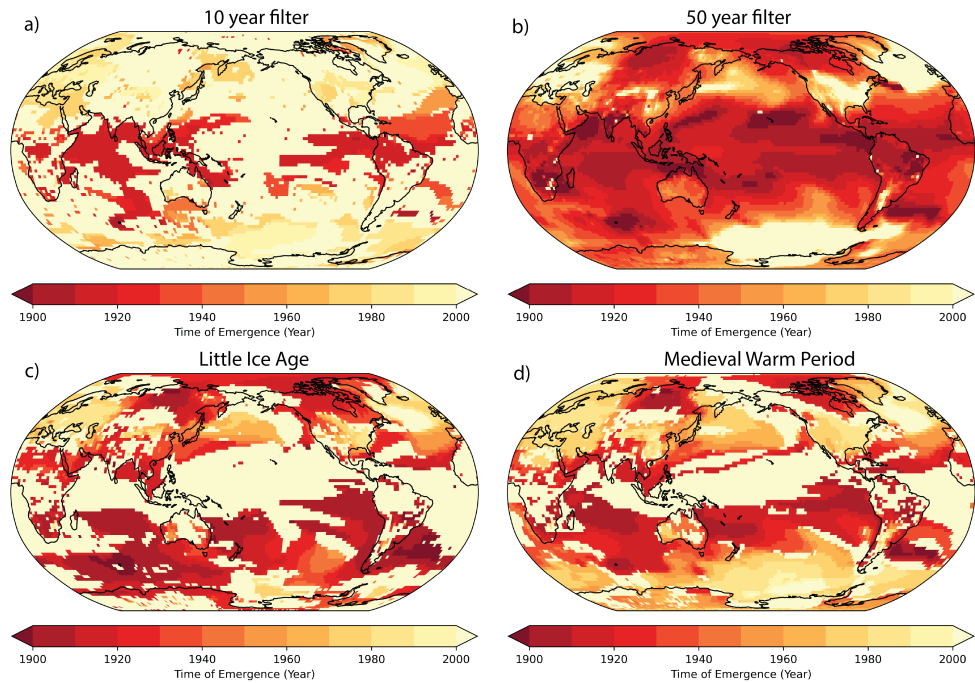 a) 10 year filter
b) 50 year filter
1900 1920 1940 1960 1980 2000
Time of Emergence (Year)
1900 1920 1940 1960 1980 2000
Time of Emergence (Year)
c) Little Ice Age
d) Medieval Warm Period
1900 1920 1940 1960 1980 2000
Time of Emergence (Year)
1900 1920 1940 1960 1980 2000
Time of Emergence (Year)